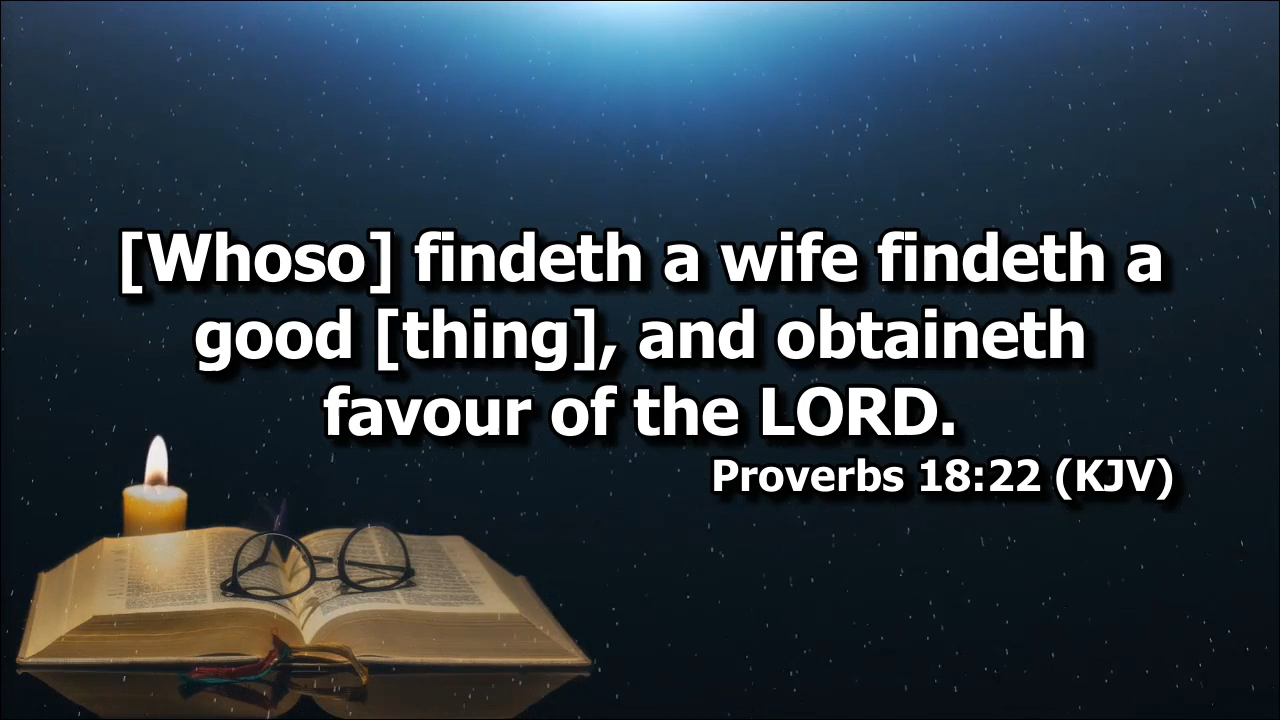 [Whoso] findeth a wife findeth a
good [thing], and obtaineth
favour of the LORD.
Proverbs 18:22 (KJV)